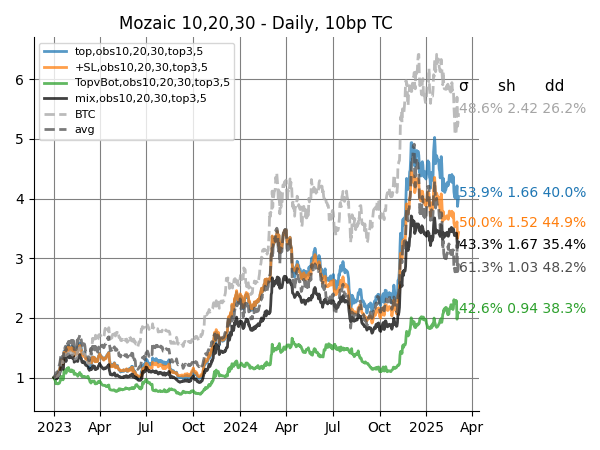 Mozaic 10,20,30 - Daily, 10bp TC
top,obs10,20,30,top3,5
+SL,obs10,20,30,top3,5
TopvBot,obs10,20,30,top3,5
mix,obs10,20,30,top3,5
BTC
avg
σ sh dd
48.6% 2.42 26.2%
53.9% 1.66 40.0%
50.0% 1.52 44.9%
43.3% 1.67 35.4%
61.3% 1.03 48.2%
42.6% 0.94 38.3%
6
5
4
3
2
1
2023 Apr Jul Oct 2024 Apr Jul Oct 2025 Apr